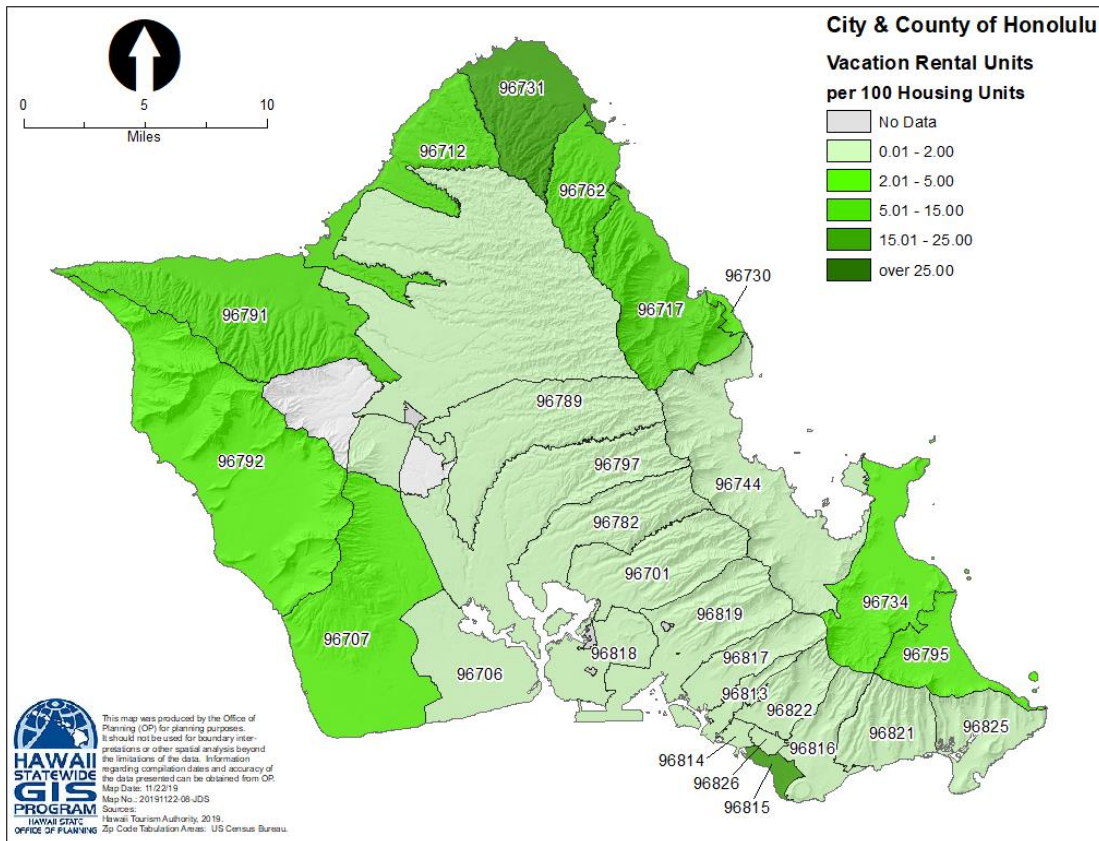 City & County of Honolulu
Vacation Rental Units
per 100 Housing Units
No Data
0.01 - 2.00
2.01 - 5.00
5.01 - 15.00
15.01 - 25.00
over 25.00
0 5 10
Miles
96731
96712
96762
96730
96717
96791
96789
96792
96797
96744
96782
96701
96734
96819
96707
96795
96818
96817
96706
96813
96822
96825
96821
96816
96814
96826
96815
HAWAII
STATEWIDE
GIS
PROGRAM
HAWAII STATE
OFFICE OF PLANNING
This map was produced by the Office of
Planning (OP) for planning purposes.
It should not be used for boundary inter-
pretations or other spatial analysis beyond
the limitations of the data. Information
regarding compilation dates and accuracy of
the data presented can be obtained from OP.
Map Date: 11/22/19
Map No.: 20191122-08-JDS
Sources:
Hawaii Tourism Authority, 2019.
Zip Code Tabulation Areas: US Census Bureau.